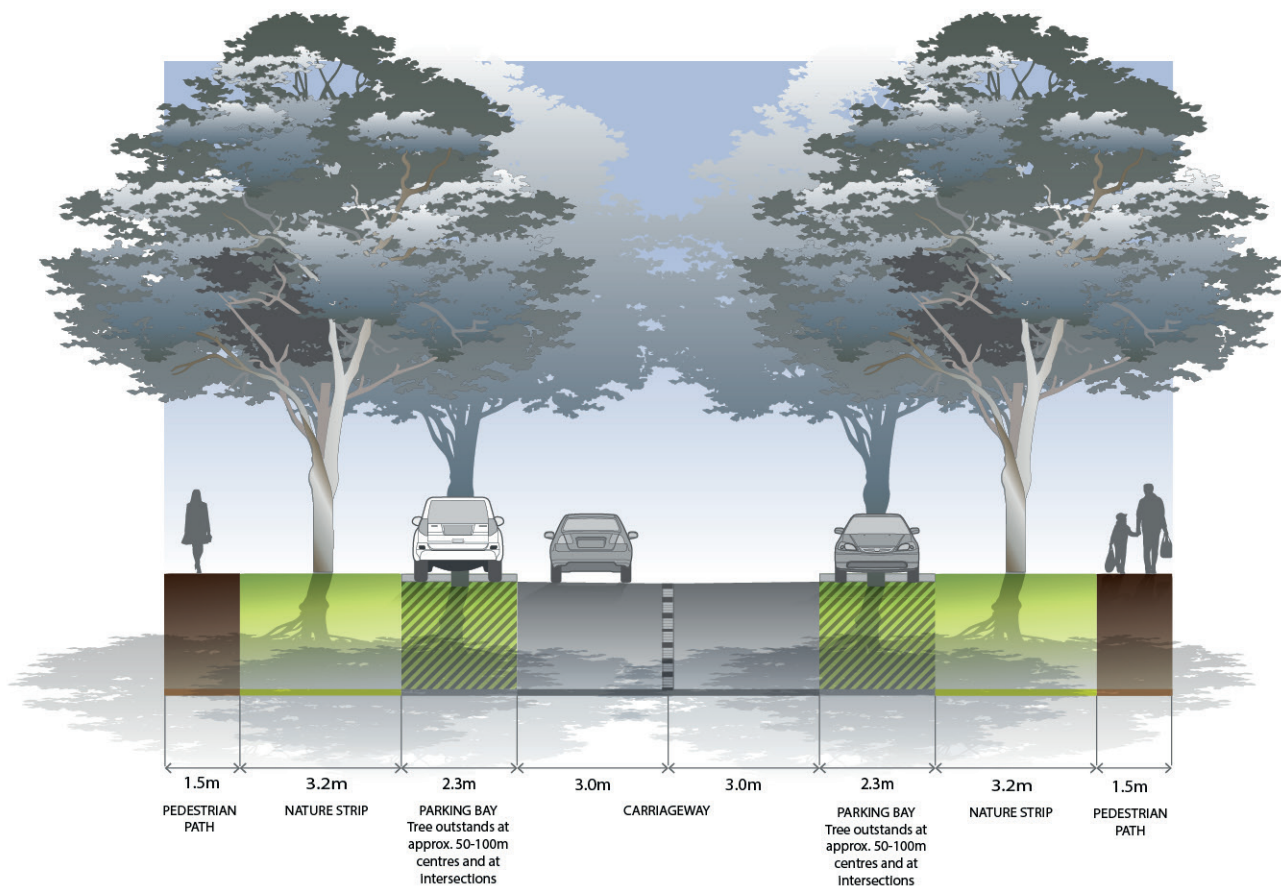 1.5m
3.2m
2.3m
3.0m
3.0m
2.3m
3.2m
1.5m
PEDESTRIAN
PATH
NATURE STRIP
PARKING BAY
Tree outstands at
approx. 50-100m
centres and at
Intersections
CARRIAGEWAY
PARKING BAY
Tree outstands at
approx. 50-100m
centres and at
Intersections
NATURE STRIP
PEDESTRIAN
PATH